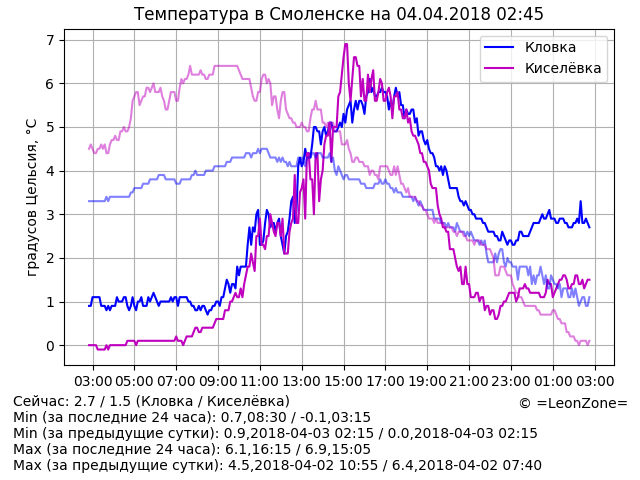 Температура в Смоленске на 04.04.2018 02:45
Кловка
Киселёвка
градусов Цельсия, °C
7
6
5
4
3
2
1
0
03:00 05:00 07:00 09:00 11:00 13:00 15:00 17:00 19:00 21:00 23:00 01:00 03:00
© =LeonZone=
Сейчас: 2.7 / 1.5 (Кловка / Киселёвка)
Min (за последние 24 часа): 0.7,08:30 / -0.1,03:15
Min (за предыдущие сутки): 0.9,2018-04-03 02:15 / 0.0,2018-04-03 02:15
Max (за последние 24 часа): 6.1,16:15 / 6.9,15:05
Max (за предыдущие сутки): 4.5,2018-04-02 10:55 / 6.4,2018-04-02 07:40